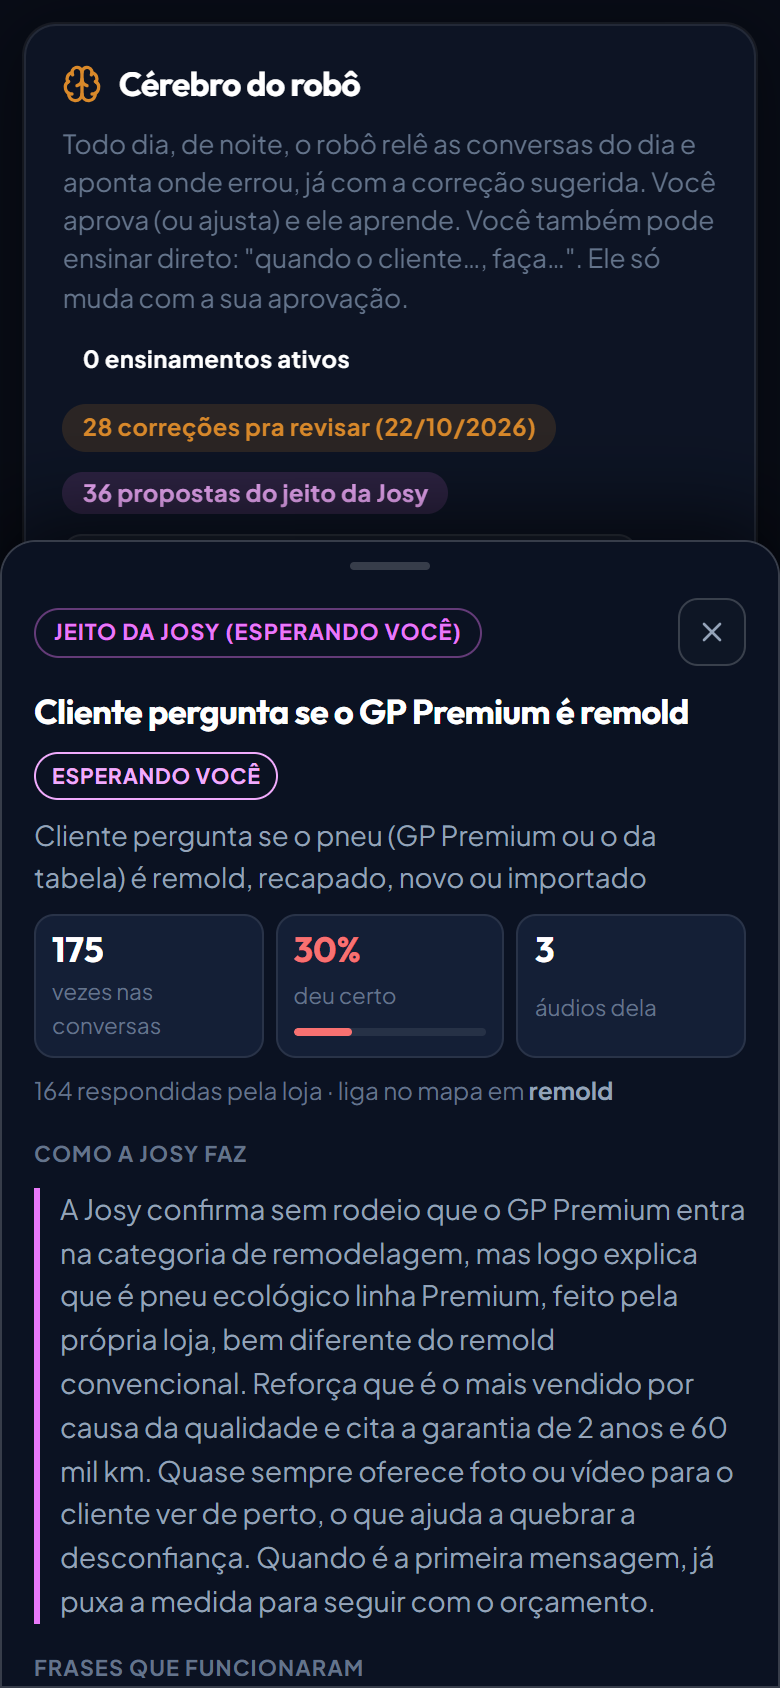 Cérebro do robô
Todo dia, de noite, o robô relê as conversas do dia e
aponta onde errou, já com a correção sugerida. Você
aprova (ou ajusta) e ele aprende. Você também pode
ensinar direto: "quando o cliente..., faça...". Ele só
muda com a sua aprovação.
0 ensinamentos ativos
28 correções pra revisar (22/10/2026)
36 propostas do jeito da Josy
JEITO DA JOSY (ESPERANDO VOCÊ)
Cliente pergunta se o GP Premium é remold
ESPERANDO VOCÊ
Cliente pergunta se o pneu (GP Premium ou o da
tabela) é remold, recapado, novo ou importado
175
vezes nas
conversas
30%
deu certo
3
áudios dela
164 respondidas pela loja · liga no mapa em remold
COMO A JOSY FAZ
A Josy confirma sem rodeio que o GP Premium entra
na categoria de remodelagem, mas logo explica
que é pneu ecológico linha Premium, feito pela
própria loja, bem diferente do remold
convencional. Reforça que é o mais vendido por
causa da qualidade e cita a garantia de 2 anos e 60
mil km. Quase sempre oferece foto ou vídeo para o
cliente ver de perto, o que ajuda a quebrar a
desconfiança. Quando é a primeira mensagem, já
puxa a medida para seguir com o orçamento.
FRASES QUE FUNCIONARAM